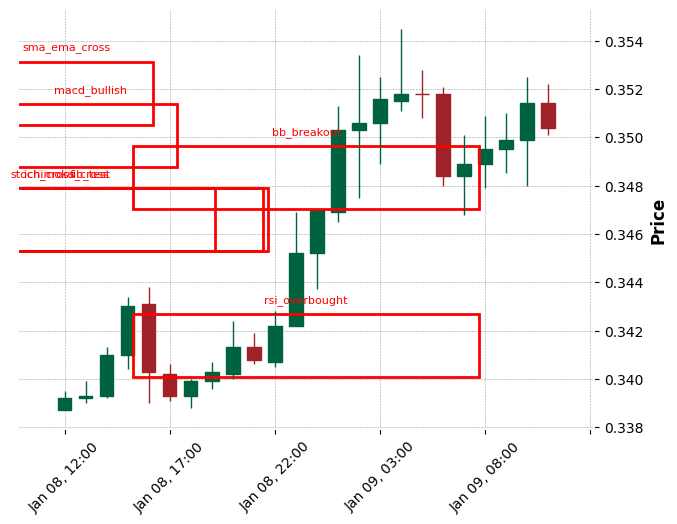 sma_ema_cross
macd_bullish
bb_breakout
rsi_overbought
0.354
0.352
0.350
0.348
0.346
0.344
0.342
0.340
0.338
Price
Jan 08, 12:00
Jan 08, 17:00
Jan 08, 22:00
Jan 09, 03:00
Jan 09, 08:00